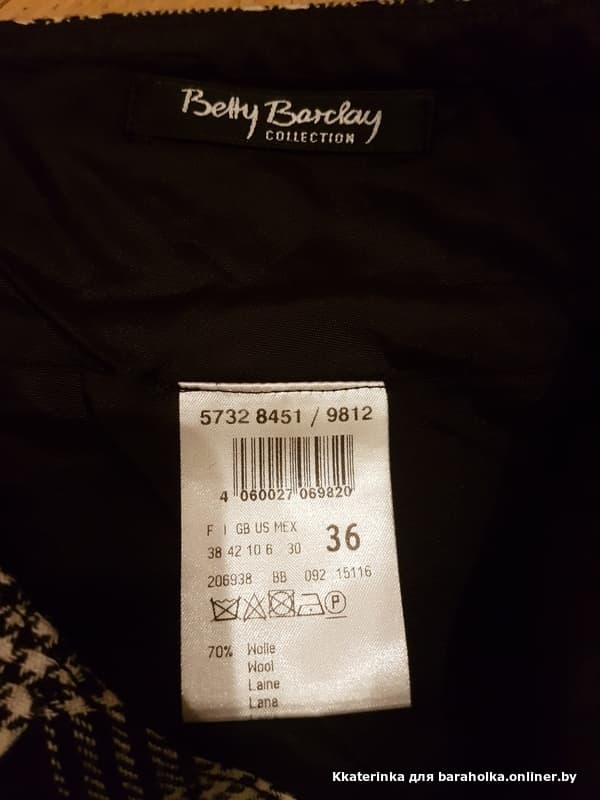 Betty Barclay
COLLECTION
5732 8451 / 9812
4 060027 069820
F I GB US MEX
38 42 10 6 30
36
206938 BB 092 15116
P
70% Wolle
Wool
Laine
Lana
Kkaterinka для baraholka.onliner.by